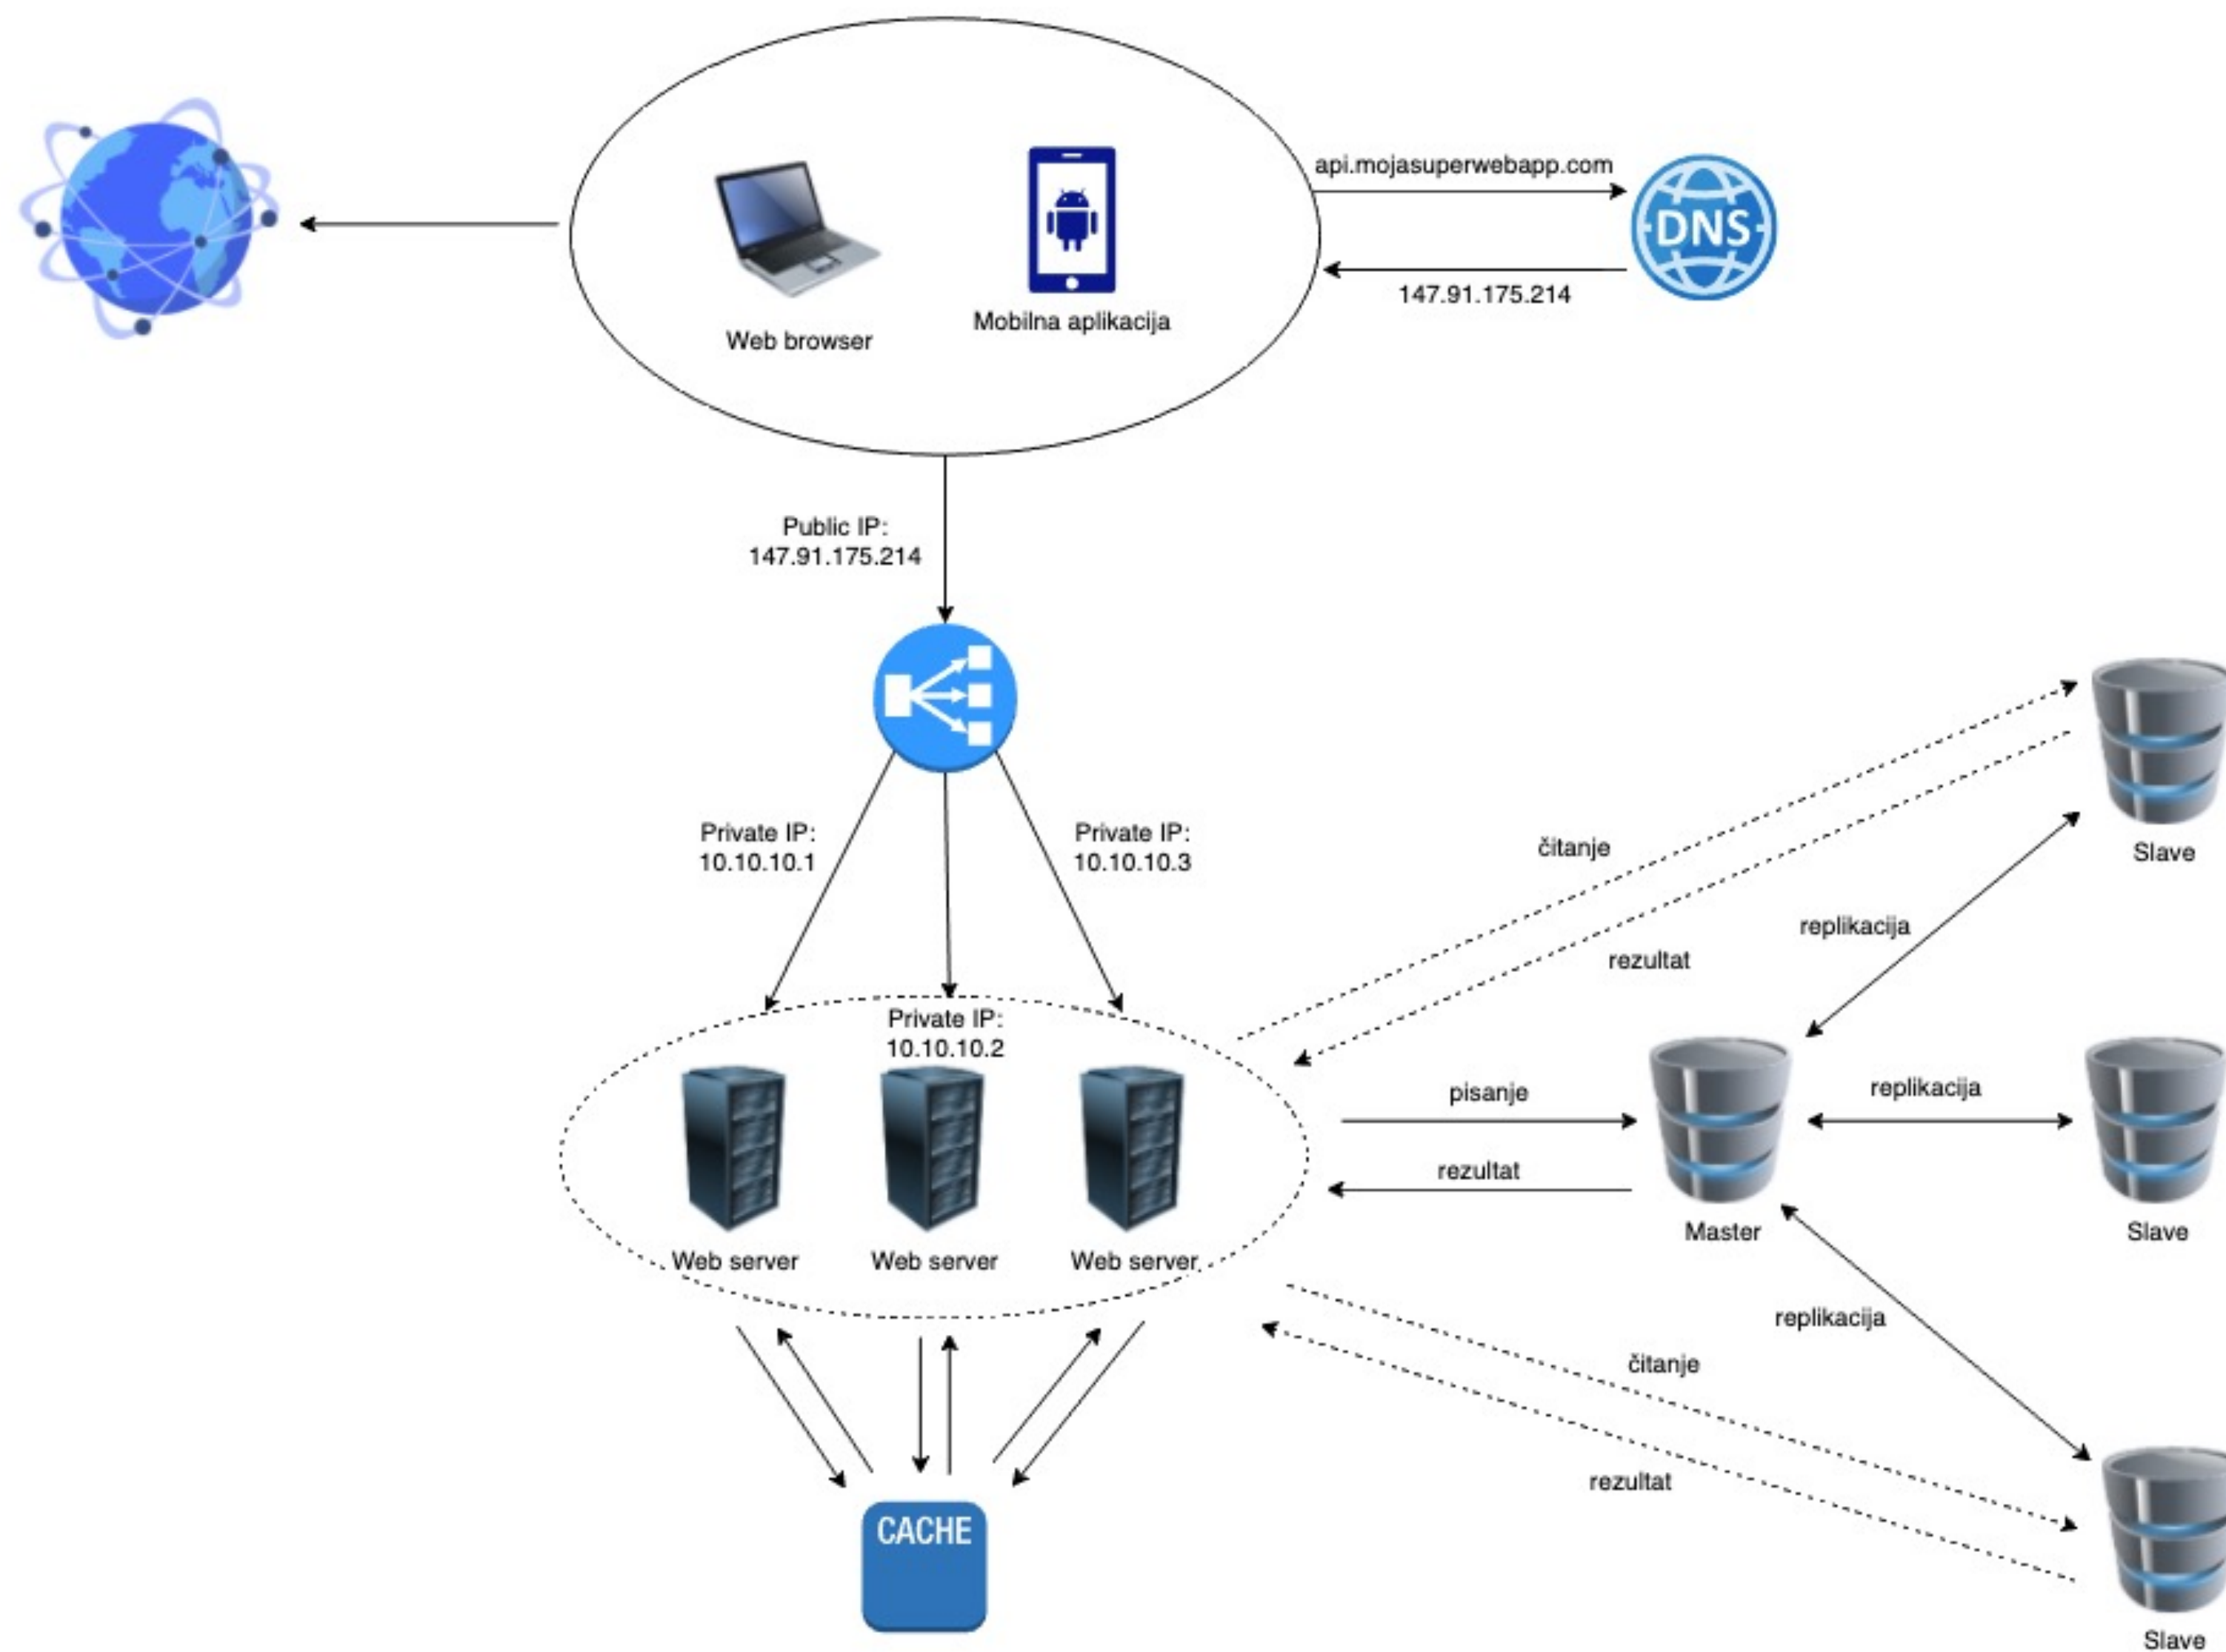 api.mojasuperwebapp.com
DNS
147.91.175.214
Web browser
Mobilna aplikacija
Public IP:
147.91.175.214
Private IP:
10.10.10.1
Private IP:
10.10.10.3
čitanje
Slave
replikacija
rezultat
Private IP:
10.10.10.2
pisanje
replikacija
rezultat
Master
Slave
Web server
Web server
Web server
replikacija
čitanje
rezultat
CACHE
Slave